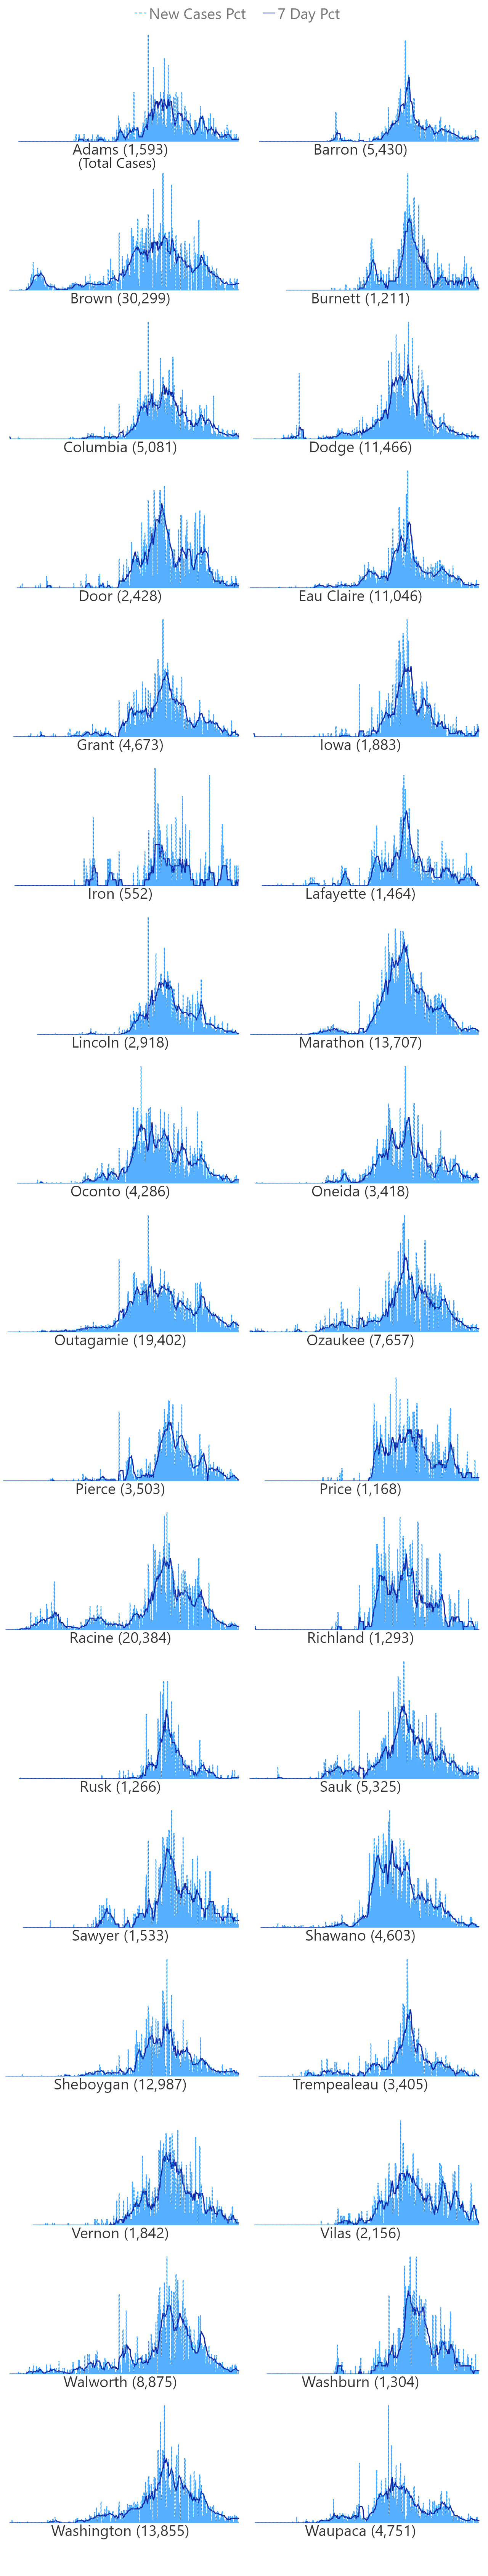 New Cases Pct 7 Day Pct
Adams (1,593) Barron (5,430)
(Total Cases)
Brown (30,299) Burnett (1,211)
Columbia (5,081) Dodge (11,466)
Door (2,428) Eau Claire (11,046)
Grant (4,673) Iowa (1,883)
Iron (552) Lafayette (1,464)
Lincoln (2,918) Marathon (13,707)
Oconto (4,286) Oneida (3,418)
Outagamie (19,402) Ozaukee (7,657)
Pierce (3,503) Price (1,168)
Racine (20,384) Richland (1,293)
Rusk (1,266) Sauk (5,325)
Sawyer (1,533) Shawano (4,603)
Sheboygan (12,987) Trempealeau (3,405)
Vernon (1,842) Vilas (2,156)
Walworth (8,875) Washburn (1,304)
Washington (13,855) Waupaca (4,751)